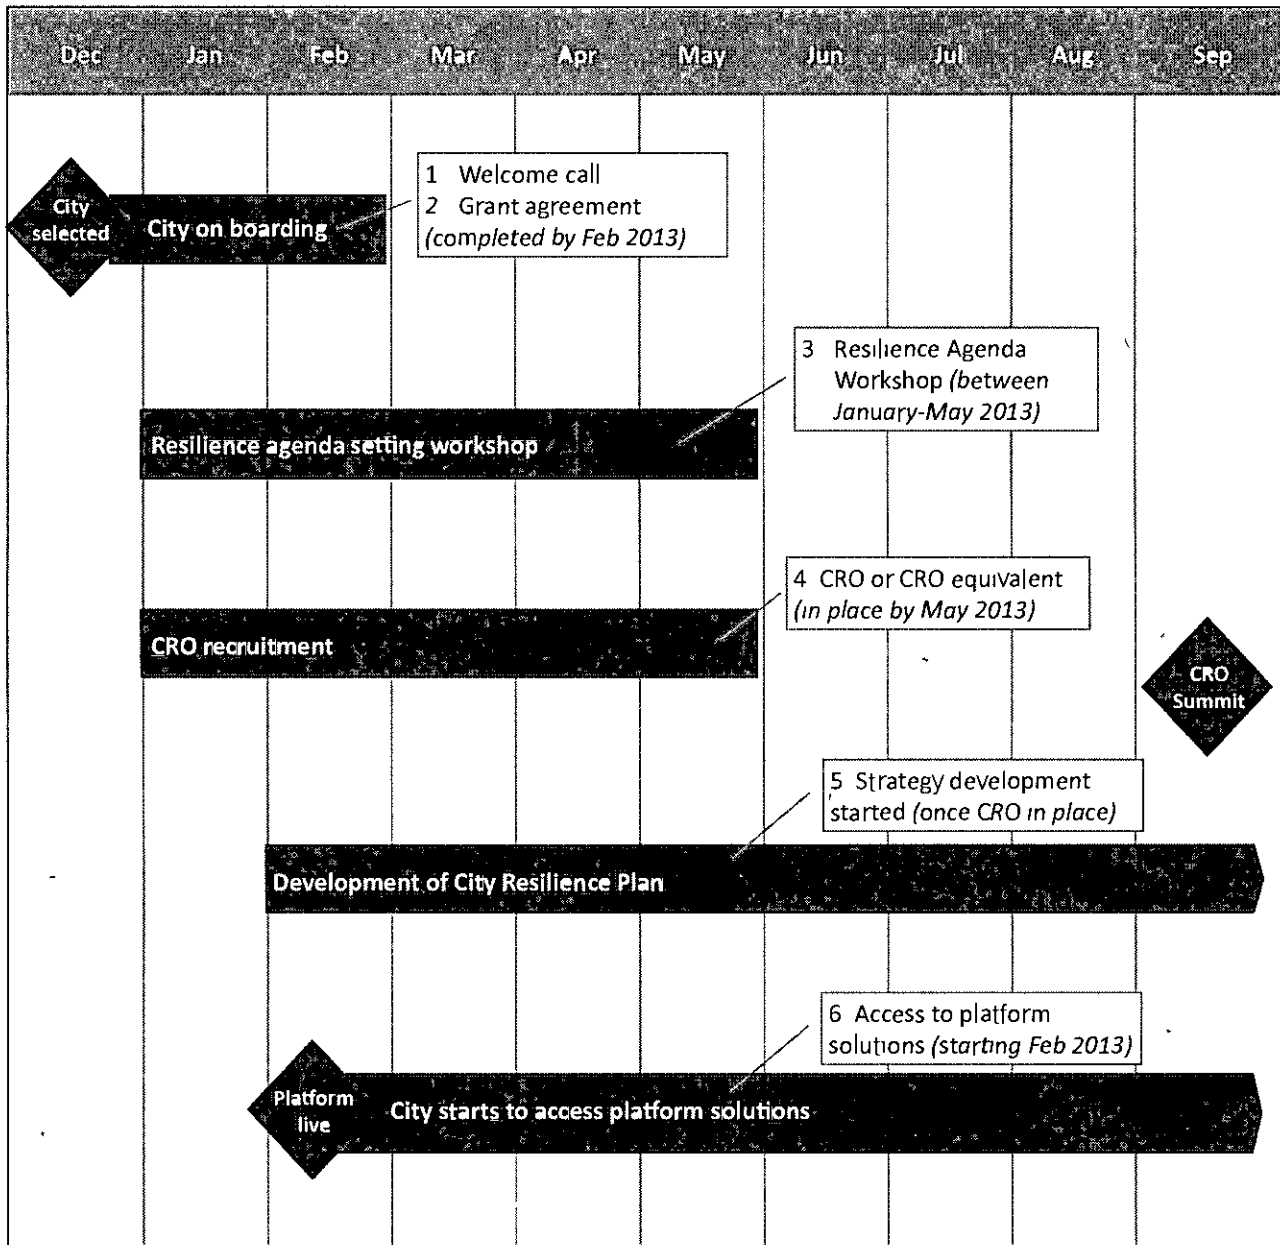 Dec Jan Feb Mar Apr May Jun Jul Aug Sep
City
selected
City on boarding
1 Welcome call
2 Grant agreement
(completed by Feb 2013)
3 Resilience Agenda
Workshop (between
January-May 2013)
Resilience agenda setting workshop
4 CRO or CRO equivalent
(in place by May 2013)
CRO recruitment
CRO
Summit
5 Strategy development
started (once CRO in place)
Development of City Resilience Plan
6 Access to platform
solutions (starting Feb 2013)
Platform
live
City starts to access platform solutions